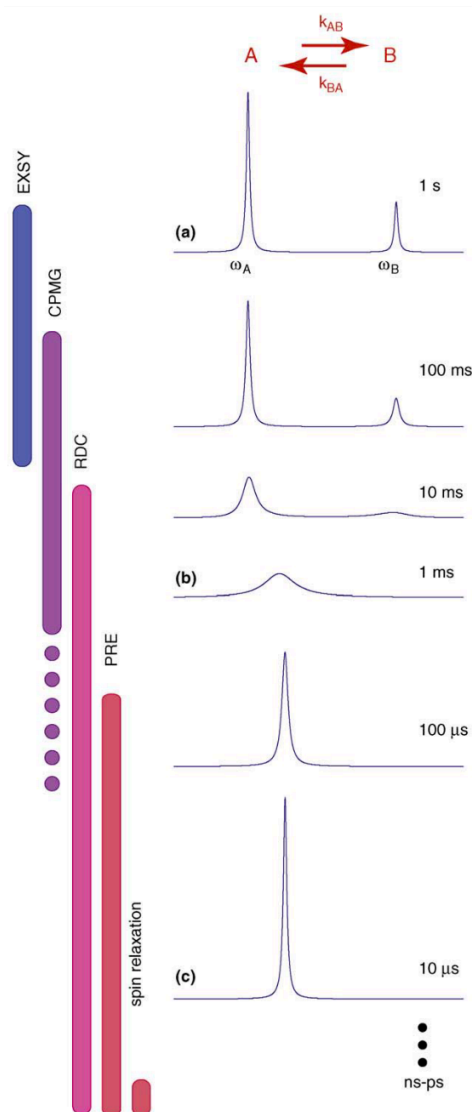 k_AB
A B
k_BA
EXSY
1 s
(a)
ω_A ω_B
CPMG
100 ms
RDC
10 ms
(b)
1 ms
PRE
100 μs
spin relaxation
(c)
10 μs
ns-ps